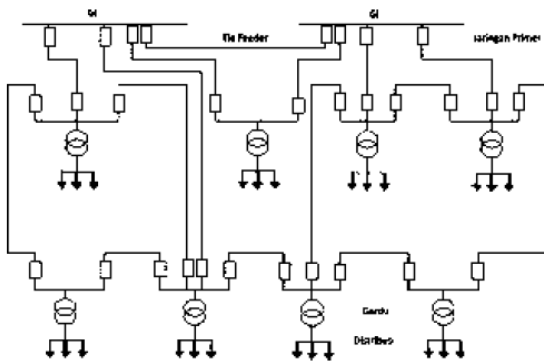 GI
GI
Tie Feeder
Jaringan Primer
Gardu
Distribusi